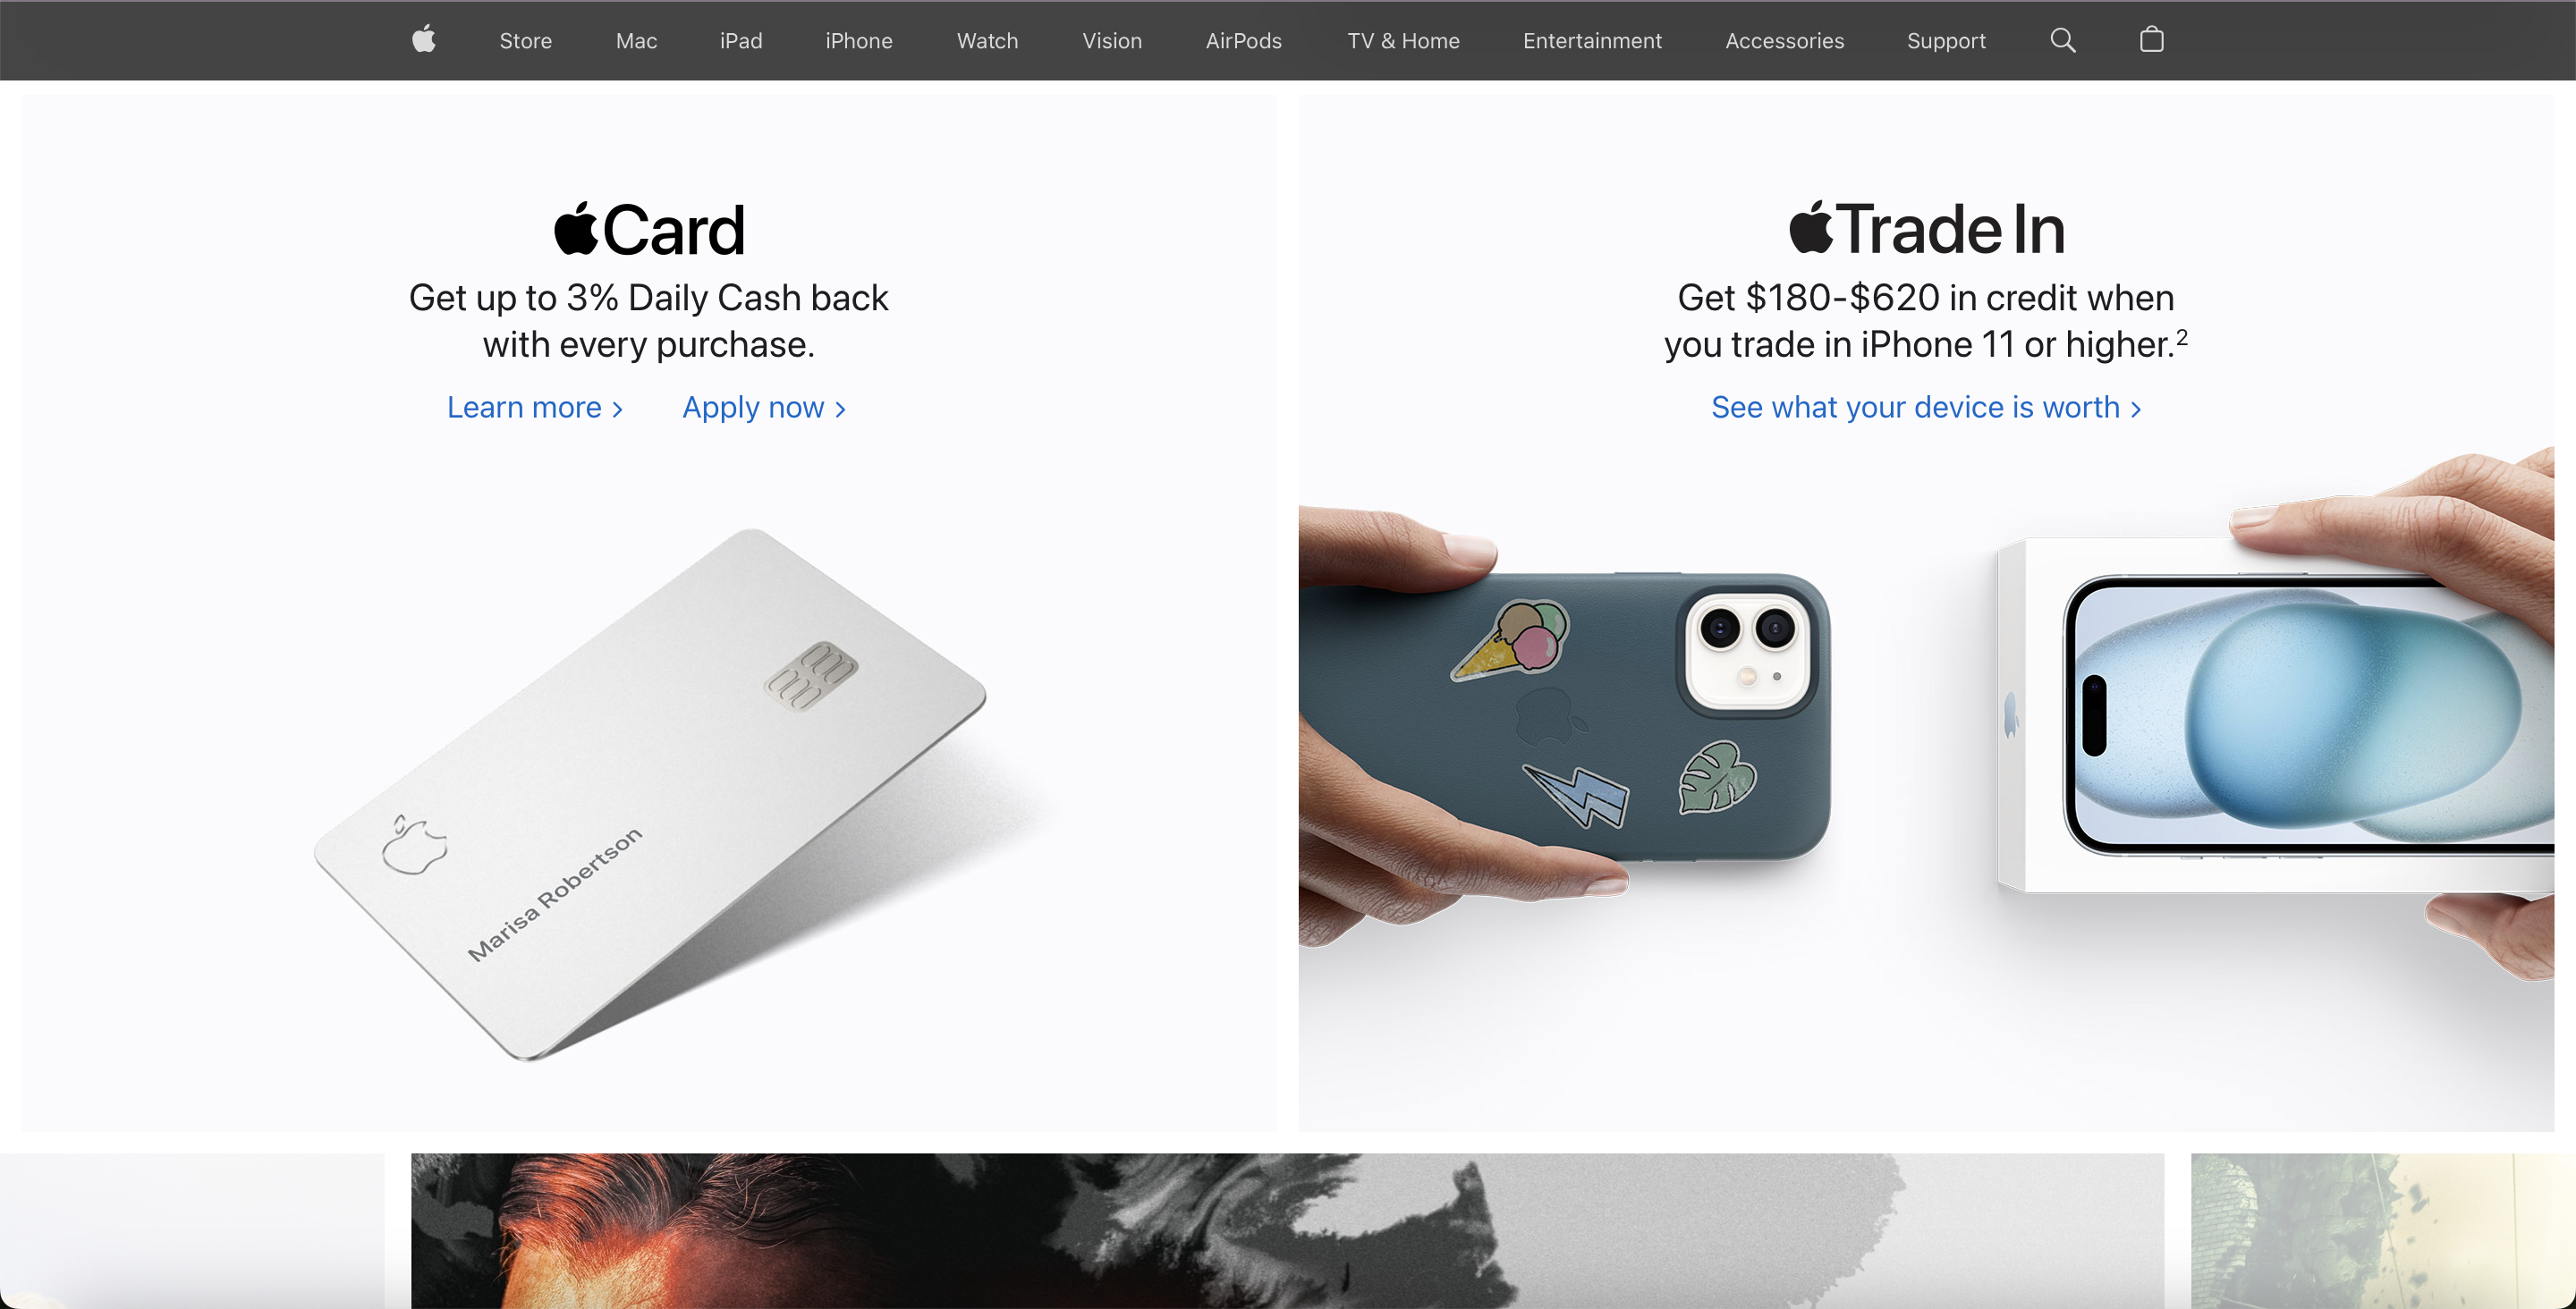 Store Mac iPad iPhone Watch Vision AirPods TV & Home Entertainment Accessories Support
Card
Get up to 3% Daily Cash back
with every purchase.
Learn more >
Apply now >
Marisa Robertson
Trade In
Get $180-$620 in credit when
you trade in iPhone 11 or higher.²
See what your device is worth >